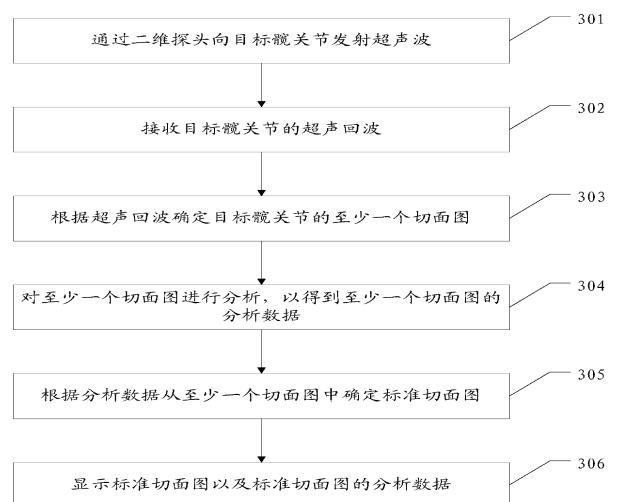 通过二维探头向目标髋关节发射超声波
301
接收目标髋关节的超声回波
302
根据超声回波确定目标髋关节的至少一个切面图
303
对至少一个切面图进行分析，以得到至少一个切面图的
分析数据
304
根据分析数据从至少一个切面图中确定标准切面图
305
显示标准切面图以及标准切面图的分析数据
306